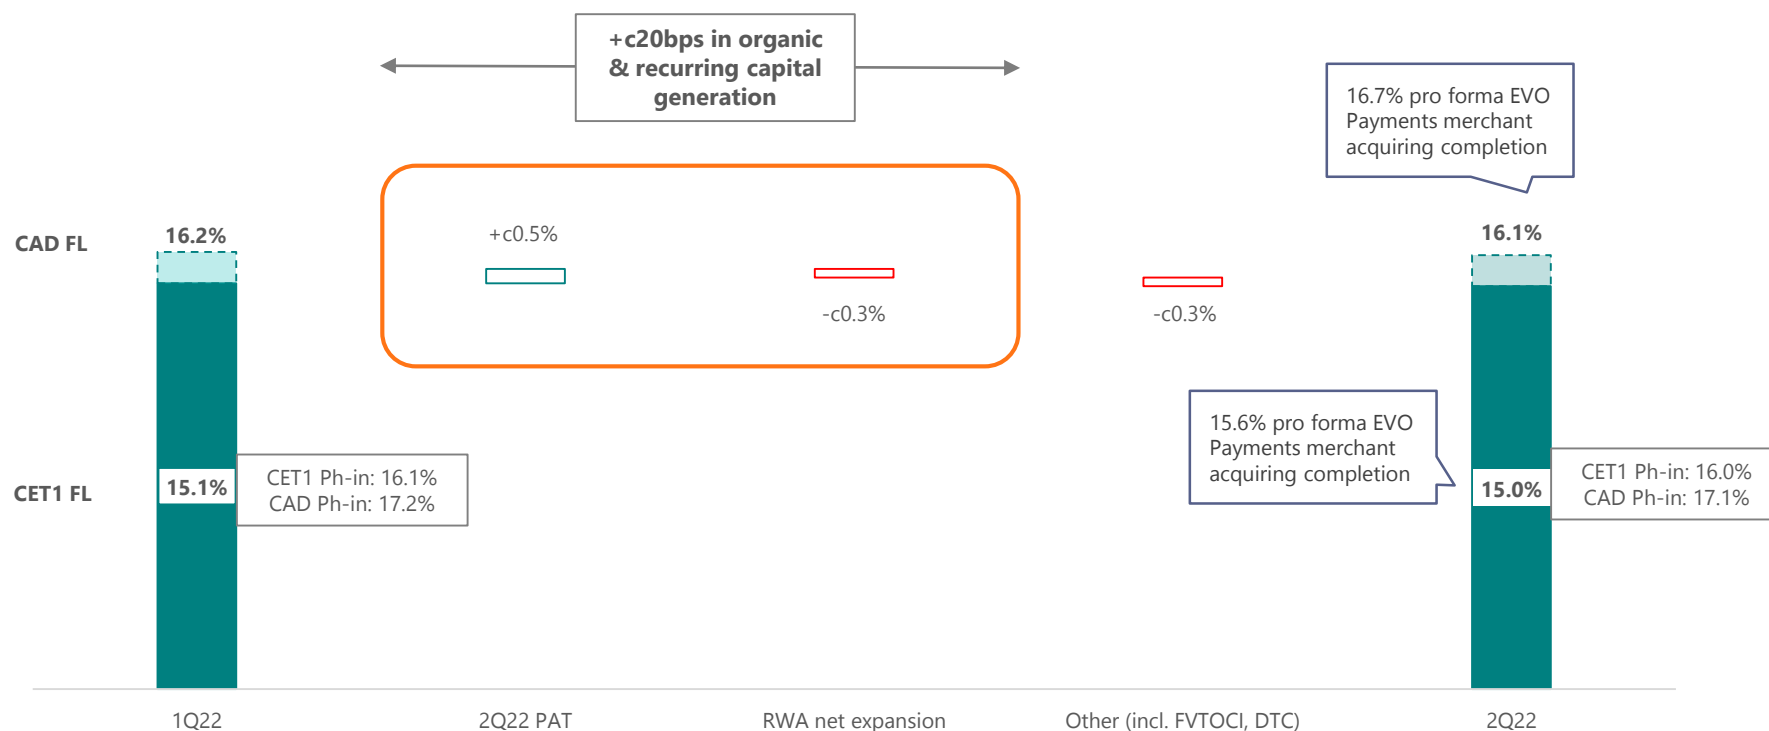 +c20bps in organic
& recurring capital
generation
16.7% pro forma EVO
Payments merchant
acquiring completion
CAD FL
16.2%
+c0.5%
-c0.3%
-c0.3%
16.1%
15.6% pro forma EVO
Payments merchant
acquiring completion
CET1 FL
15.1%
CET1 Ph-in: 16.1%
CAD Ph-in: 17.2%
15.0%
CET1 Ph-in: 16.0%
CAD Ph-in: 17.1%
1Q22
2Q22 PAT
RWA net expansion
Other (incl. FVTOCI, DTC)
2Q22